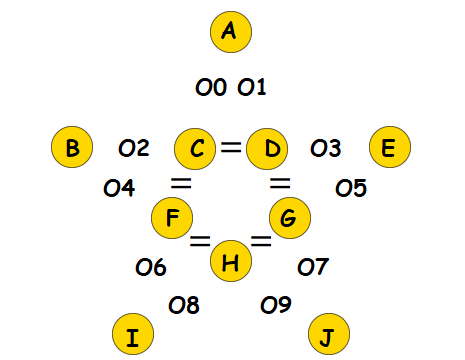 A
O0 O1
B O2 C = D O3 E
O4 = = O5
F G
= =
H
O6 O7
O8 O9
I J